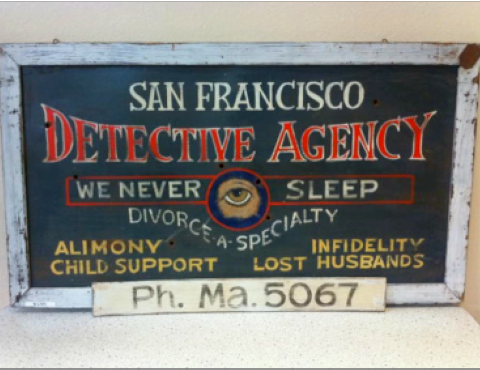 SAN FRANCISCO
DETECTIVE AGENCY
WE NEVER SLEEP
DIVORCE-A-SPECIALTY
ALIMONY INFIDELITY
CHILD SUPPORT LOST HUSBANDS
Ph. Ma. 5067